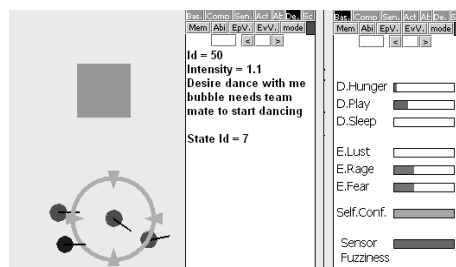 Bas. Comp Sen. Act Ab De. Sc
Mem Abi EpV. EvV. mode
< >
Id = 50
Intensity = 1.1
Desire dance with me
bubble needs team
mate to start dancing
State Id = 7
Bas. Comp Sen. Act Ab De. S
Mem Abi EpV. EvV. mode
< >
D.Hunger
D.Play
D.Sleep
E.Lust
E.Rage
E.Fear
Self.Conf.
Sensor
Fuzziness